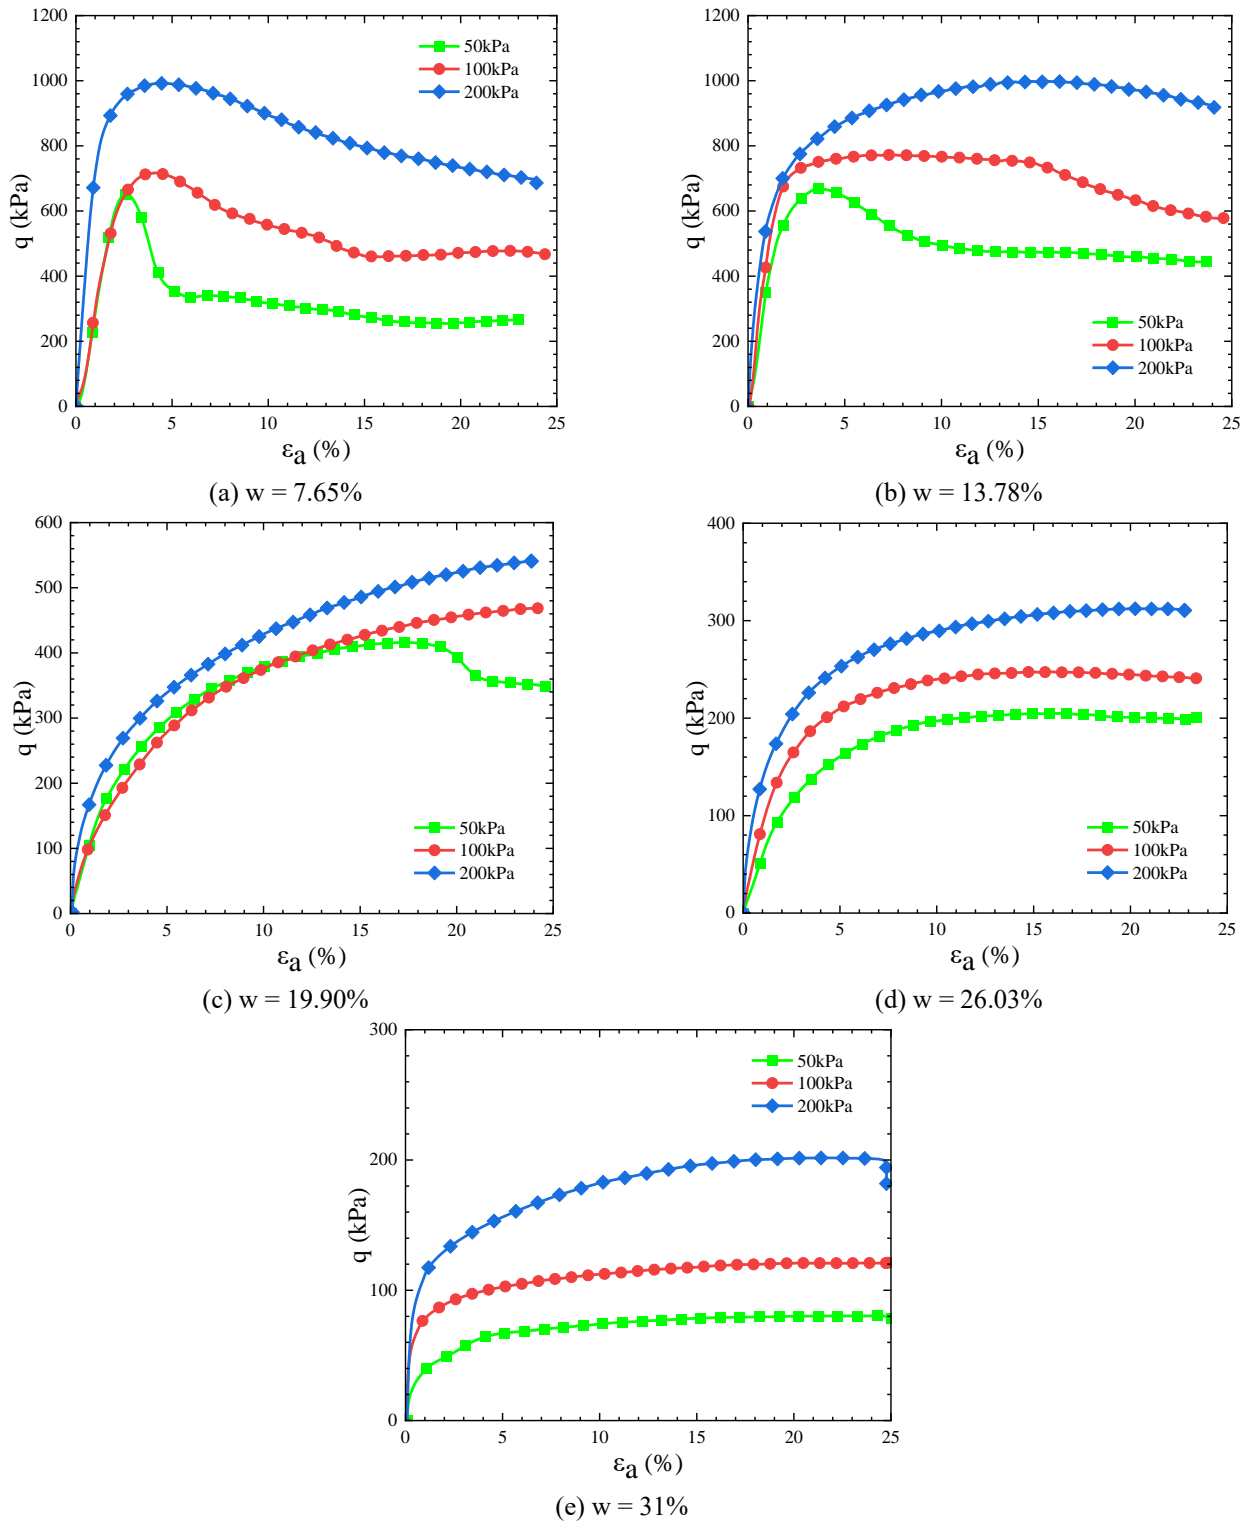 1200
1000
800
600
400
200
0
q (kPa)
50kPa
100kPa
200kPa
0 5 10 15 20 25
εa (%)
(a) w = 7.65%
1200
1000
800
600
400
200
0
q (kPa)
50kPa
100kPa
200kPa
0 5 10 15 20 25
εa (%)
(b) w = 13.78%
600
500
400
300
200
100
0
q (kPa)
50kPa
100kPa
200kPa
0 5 10 15 20 25
εa (%)
(c) w = 19.90%
400
300
200
100
0
q (kPa)
50kPa
100kPa
200kPa
0 5 10 15 20 25
εa (%)
(d) w = 26.03%
300
200
100
0
q (kPa)
50kPa
100kPa
200kPa
0 5 10 15 20 25
εa (%)
(e) w = 31%